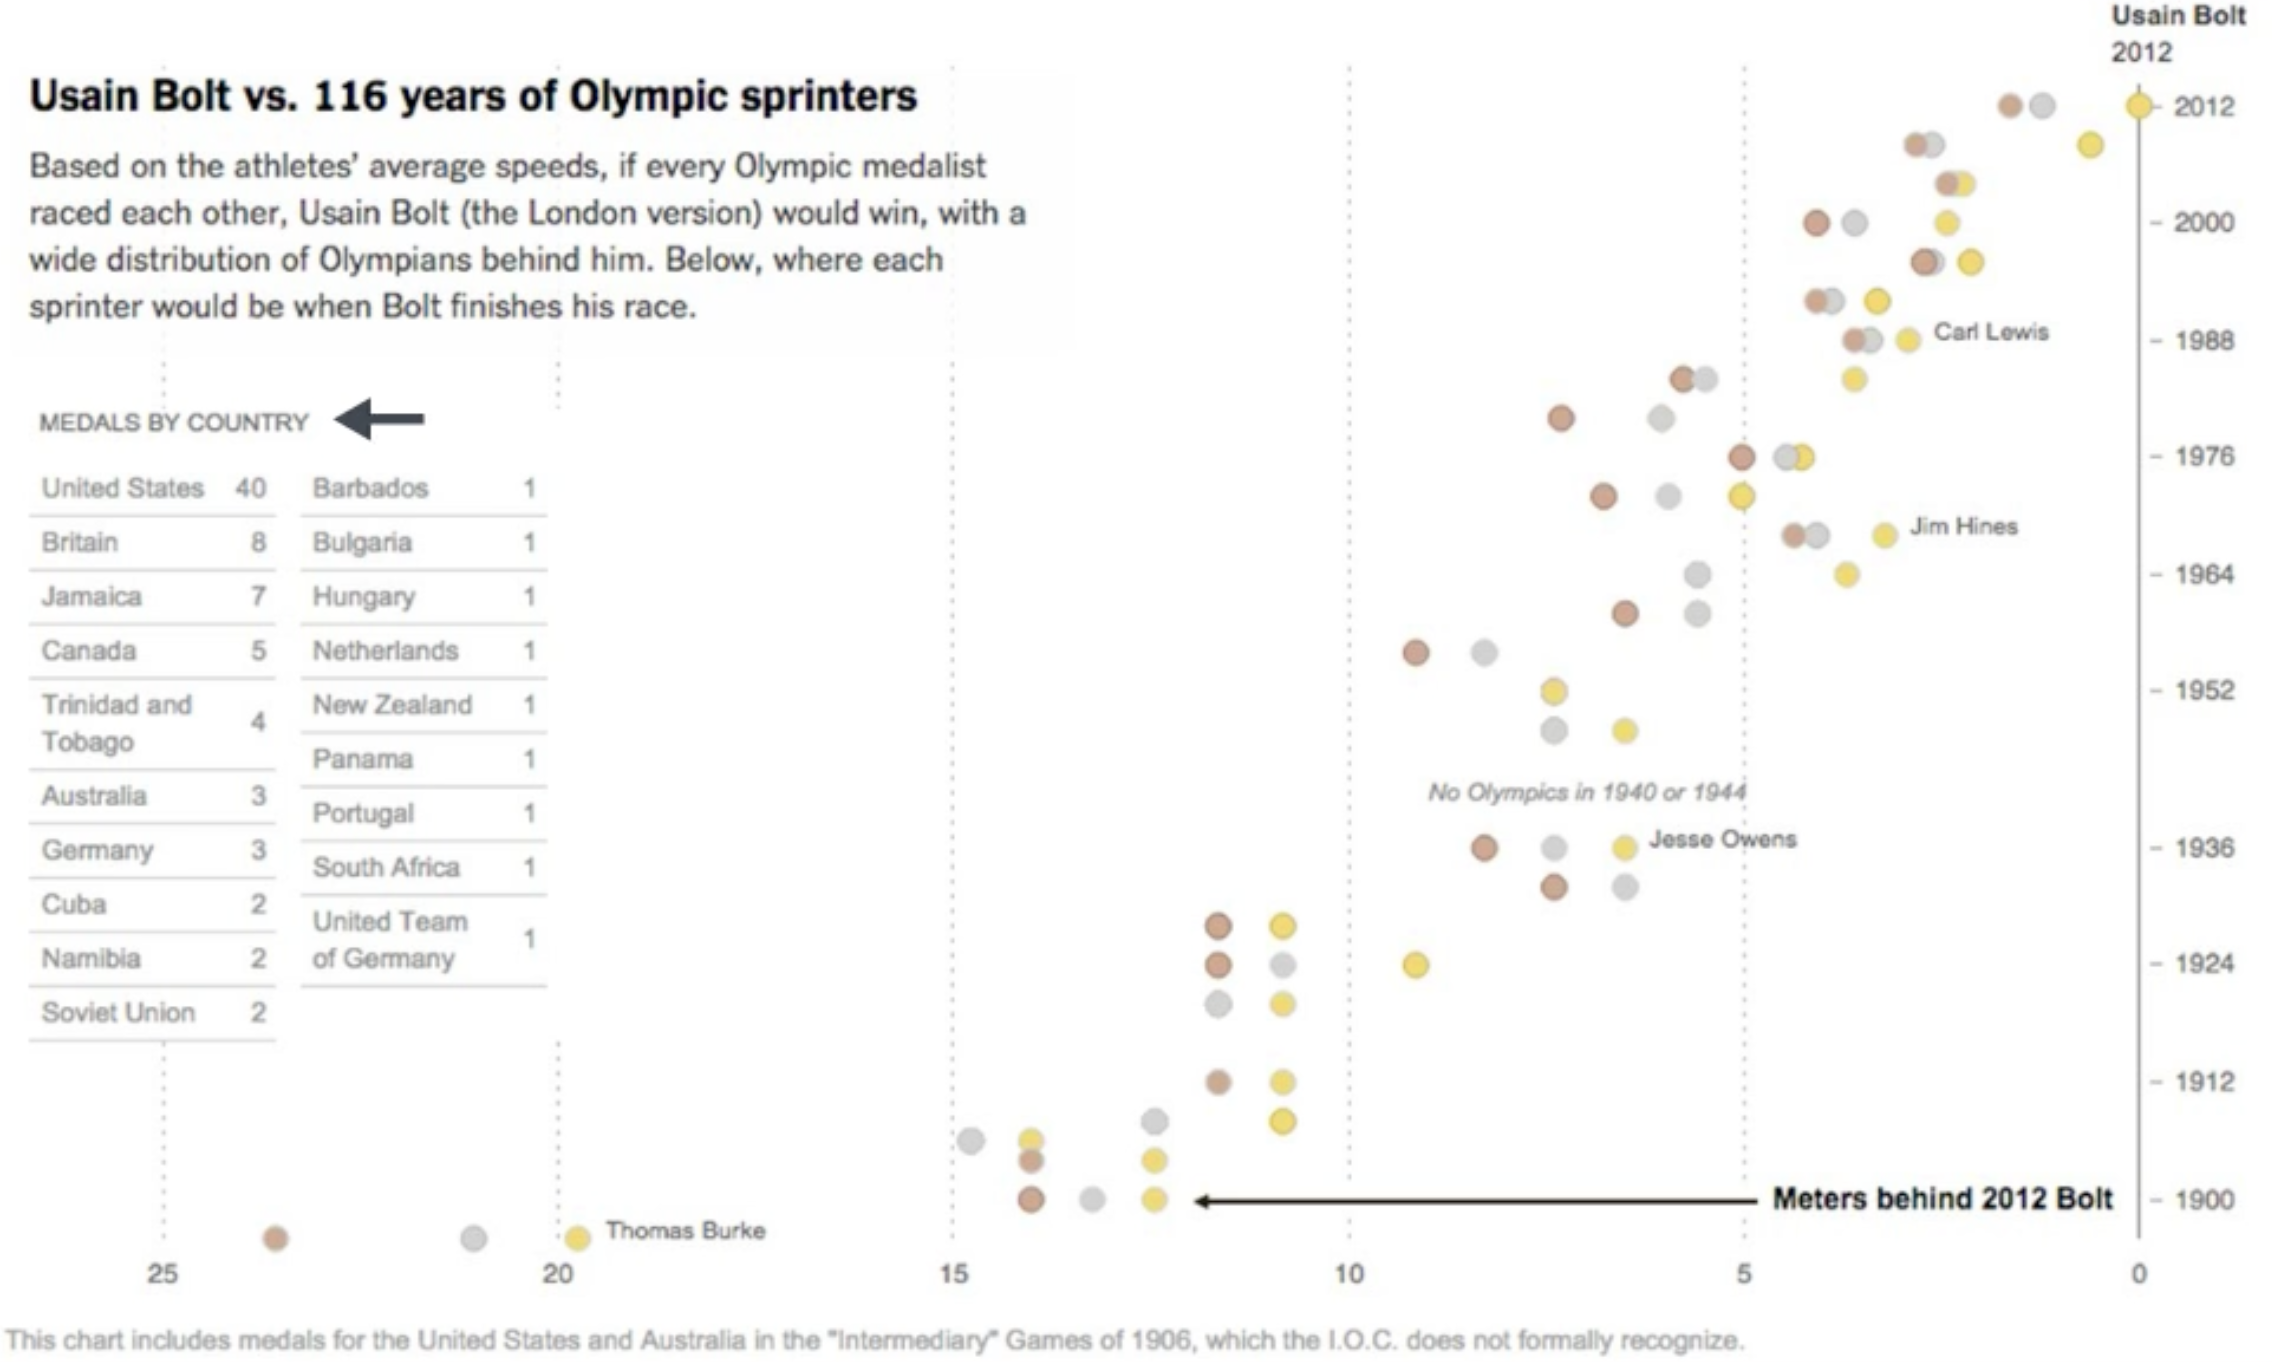 Usain Bolt
2012
Usain Bolt vs. 116 years of Olympic sprinters
Based on the athletes' average speeds, if every Olympic medalist
raced each other, Usain Bolt (the London version) would win, with a
wide distribution of Olympians behind him. Below, where each
sprinter would be when Bolt finishes his race.
MEDALS BY COUNTRY
United States 40
Britain 8
Jamaica 7
Canada 5
Trinidad and
Tobago 4
Australia 3
Germany 3
Cuba 2
Namibia 2
Soviet Union 2
Barbados 1
Bulgaria 1
Hungary 1
Netherlands 1
New Zealand 1
Panama 1
Portugal 1
South Africa 1
United Team
of Germany 1
2012
2000
Carl Lewis
1988
1976
Jim Hines
1964
1952
No Olympics in 1940 or 1944
Jesse Owens
1936
1924
1912
Meters behind 2012 Bolt
1900
Thomas Burke
25 20 15 10 5 0
This chart includes medals for the United States and Australia in the "Intermediary" Games of 1906, which the I.O.C. does not formally recognize.